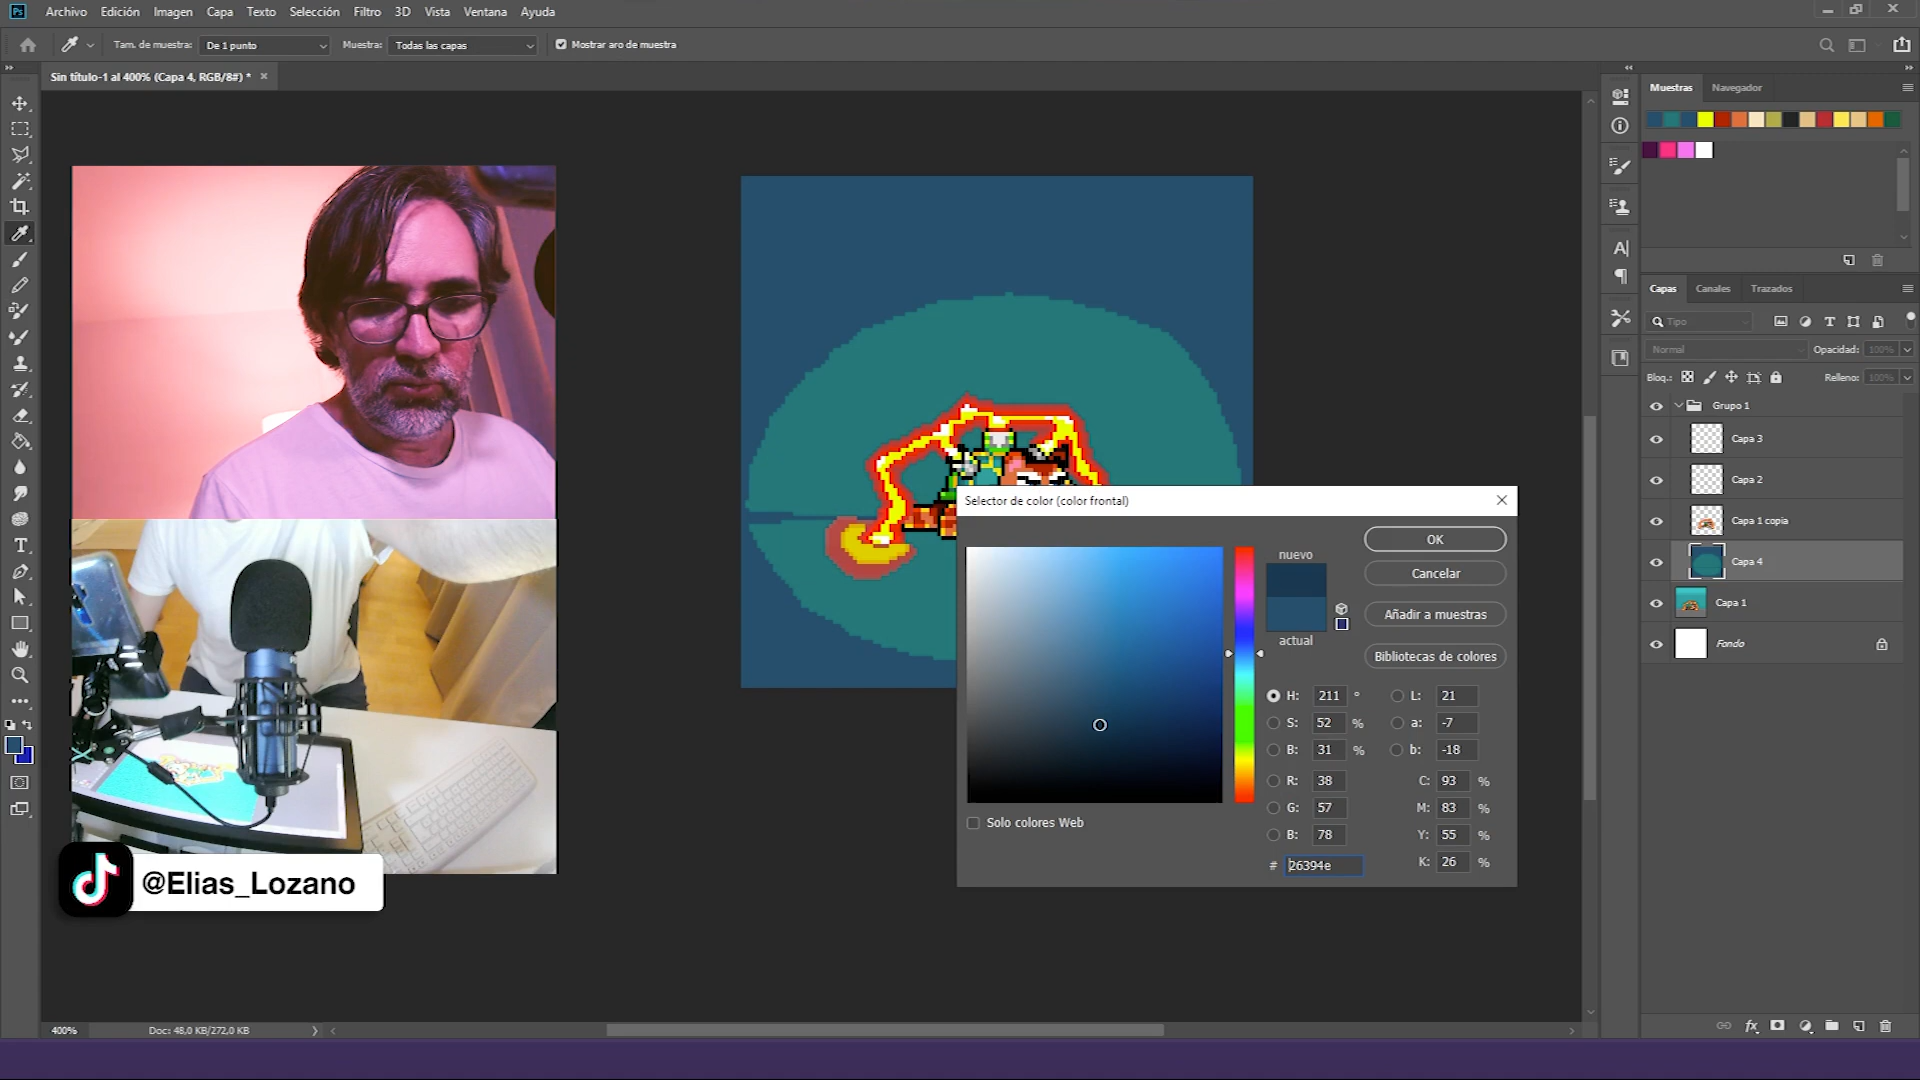 Ps Archivo Edición Imagen Capa Texto Selección Filtro 3D Vista Ventana Ayuda
Tam. de muestra: De 1 punto Muestra: Todas las capas Mostrar aro de muestra
Sin título-1 al 400% (Capa 4, RGB/8#) * ×
Muestras Navegador
Capas Canales Trazados
Tipo
Normal Opacidad: 100%
Bloq.: Relleno: 100%
Grupo 1
Capa 3
Capa 2
Capa 1 copia
Capa 4
Capa 1
Fondo
Selector de color (color frontal)
nuevo
actual
OK
Cancelar
Añadir a muestras
Bibliotecas de colores
H: 211 ° L: 21
S: 52 % a: -7
B: 31 % b: -18
R: 38 C: 93 %
G: 57 M: 83 %
B: 78 Y: 55 %
# 26394e K: 26 %
Solo colores Web
@Elias_Lozano
400% Doc: 48,0 KB/272,0 KB